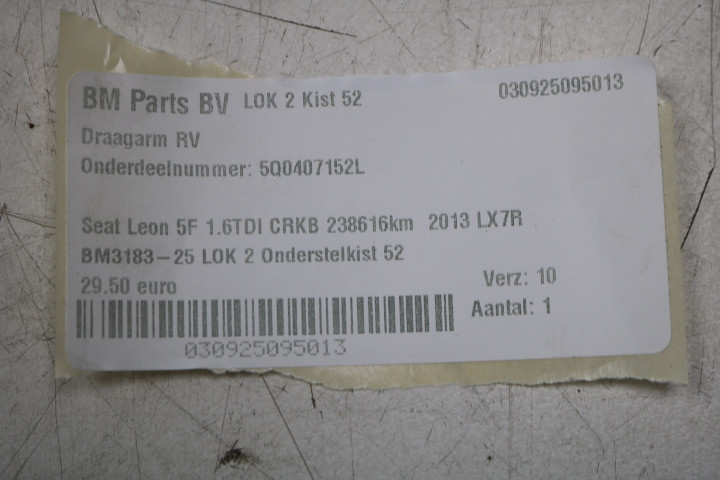 BM Parts BV LOK 2 Kist 52 030925095013
Draagarm RV
Onderdeelnummer: 5Q0407152L
Seat Leon 5F 1.6TDI CRKB 238616km 2013 LX7R
BM3183-25 LOK 2 Onderstelkist 52
29.50 euro Verz: 10
Aantal: 1
030925095013